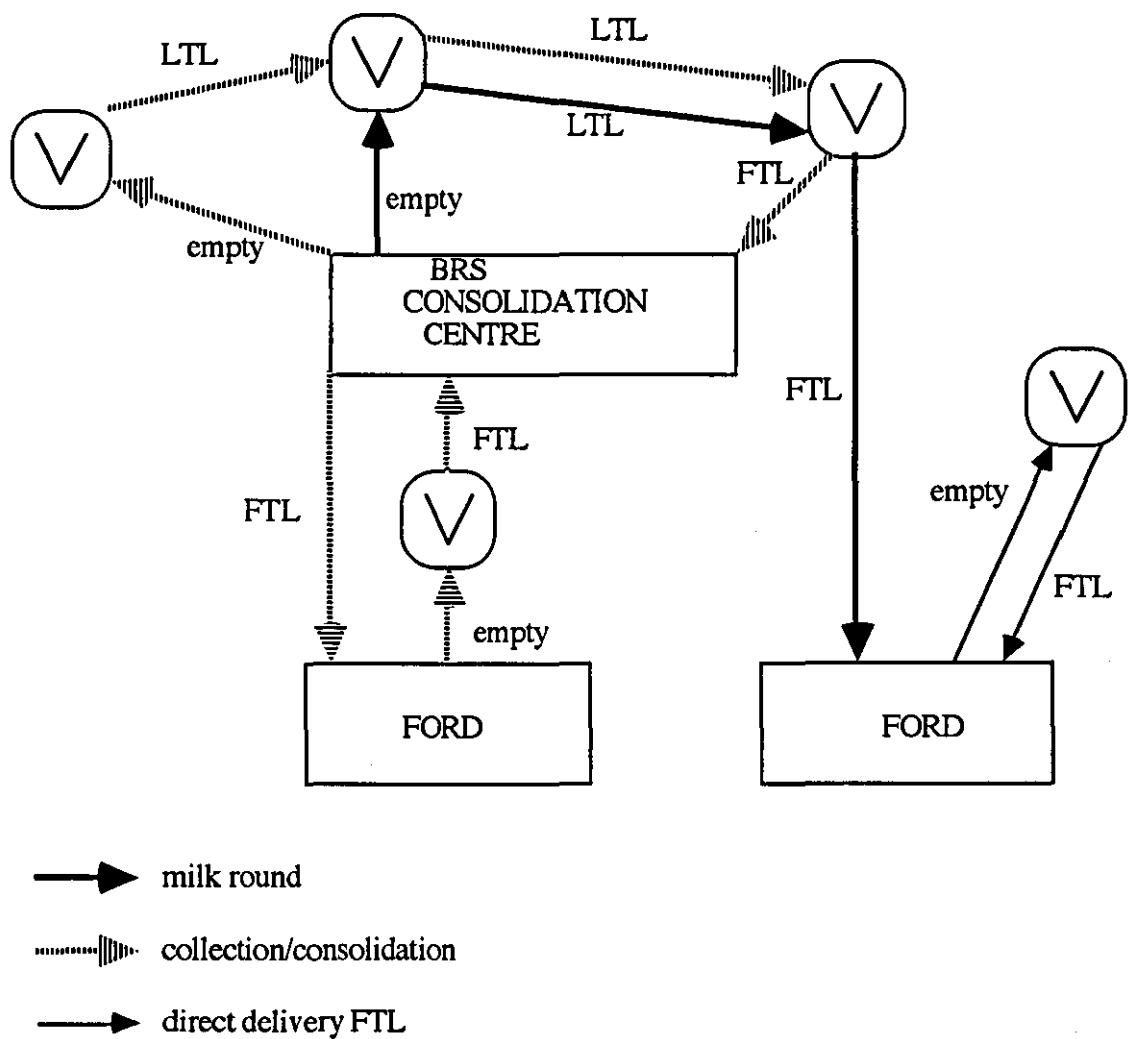 LTL
V
LTL
V
LTL
V
FTL
empty
empty
BRS
CONSOLIDATION
CENTRE
FTL
V
FTL
FTL
V
empty
FTL
empty
FORD
FORD
milk round
collection/consolidation
direct delivery FTL